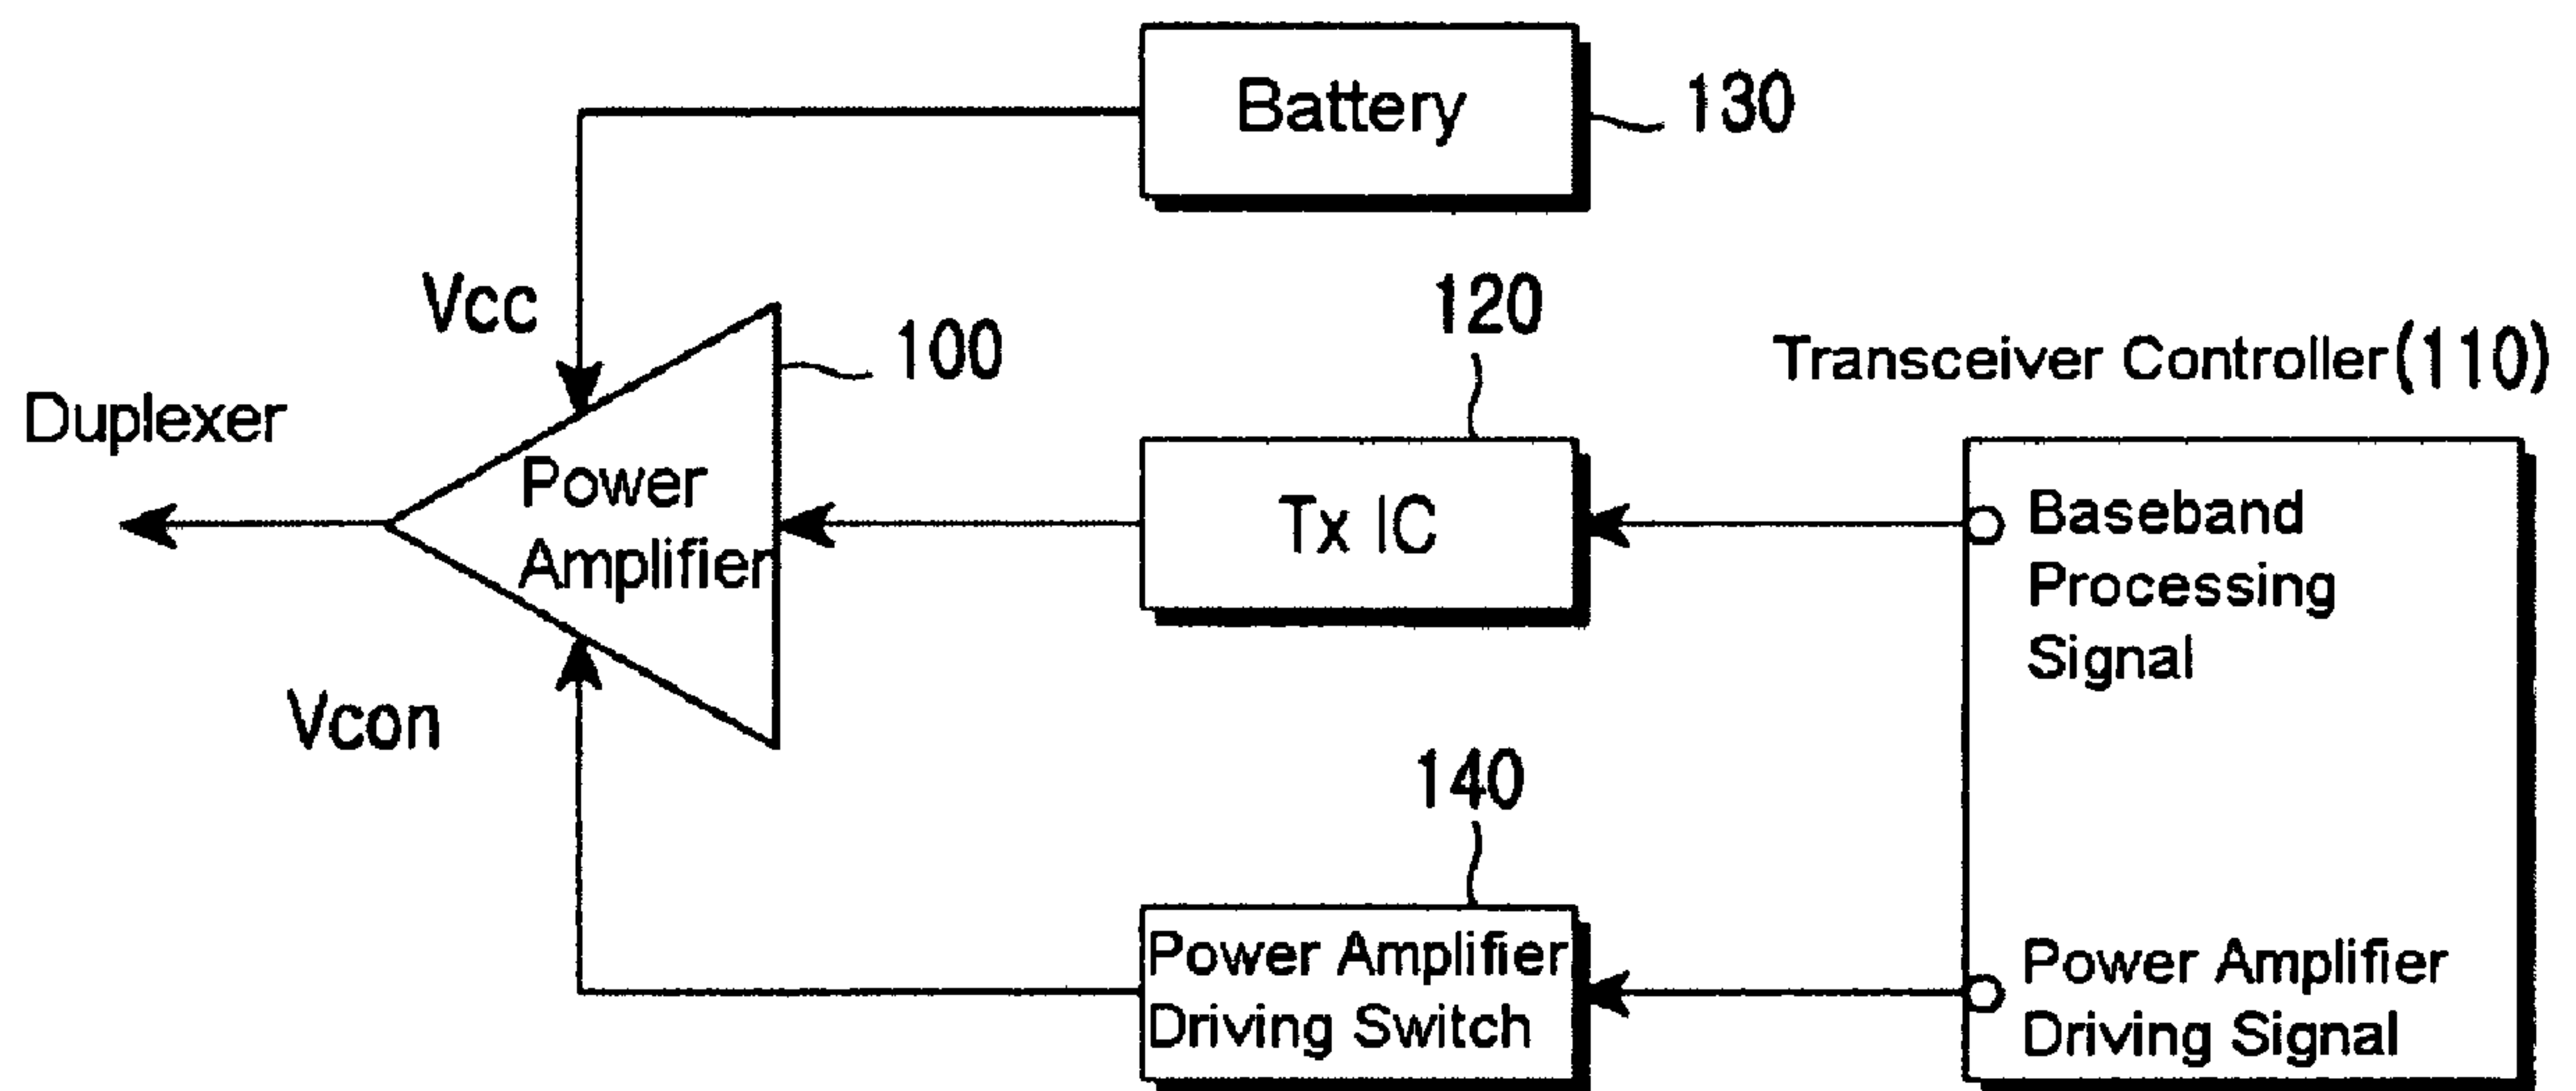 Battery
130
Vcc
100
120
Transceiver Controller(110)
Duplexer
Power
Amplifier
Tx IC
Baseband
Processing
Signal
Vcon
140
Power Amplifier
Driving Switch
Power Amplifier
Driving Signal